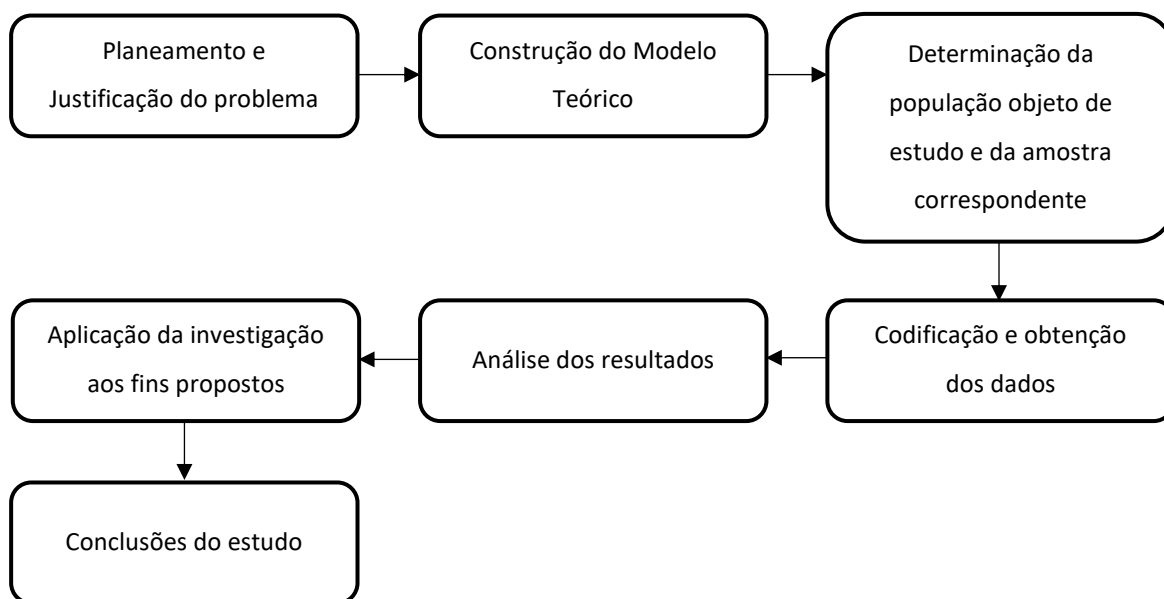 Planeamento e
Justificação do problema
Construção do Modelo
Teórico
Determinação da
população objeto de
estudo e da amostra
correspondente
Codificação e obtenção
dos dados
Análise dos resultados
Aplicação da investigação
aos fins propostos
Conclusões do estudo